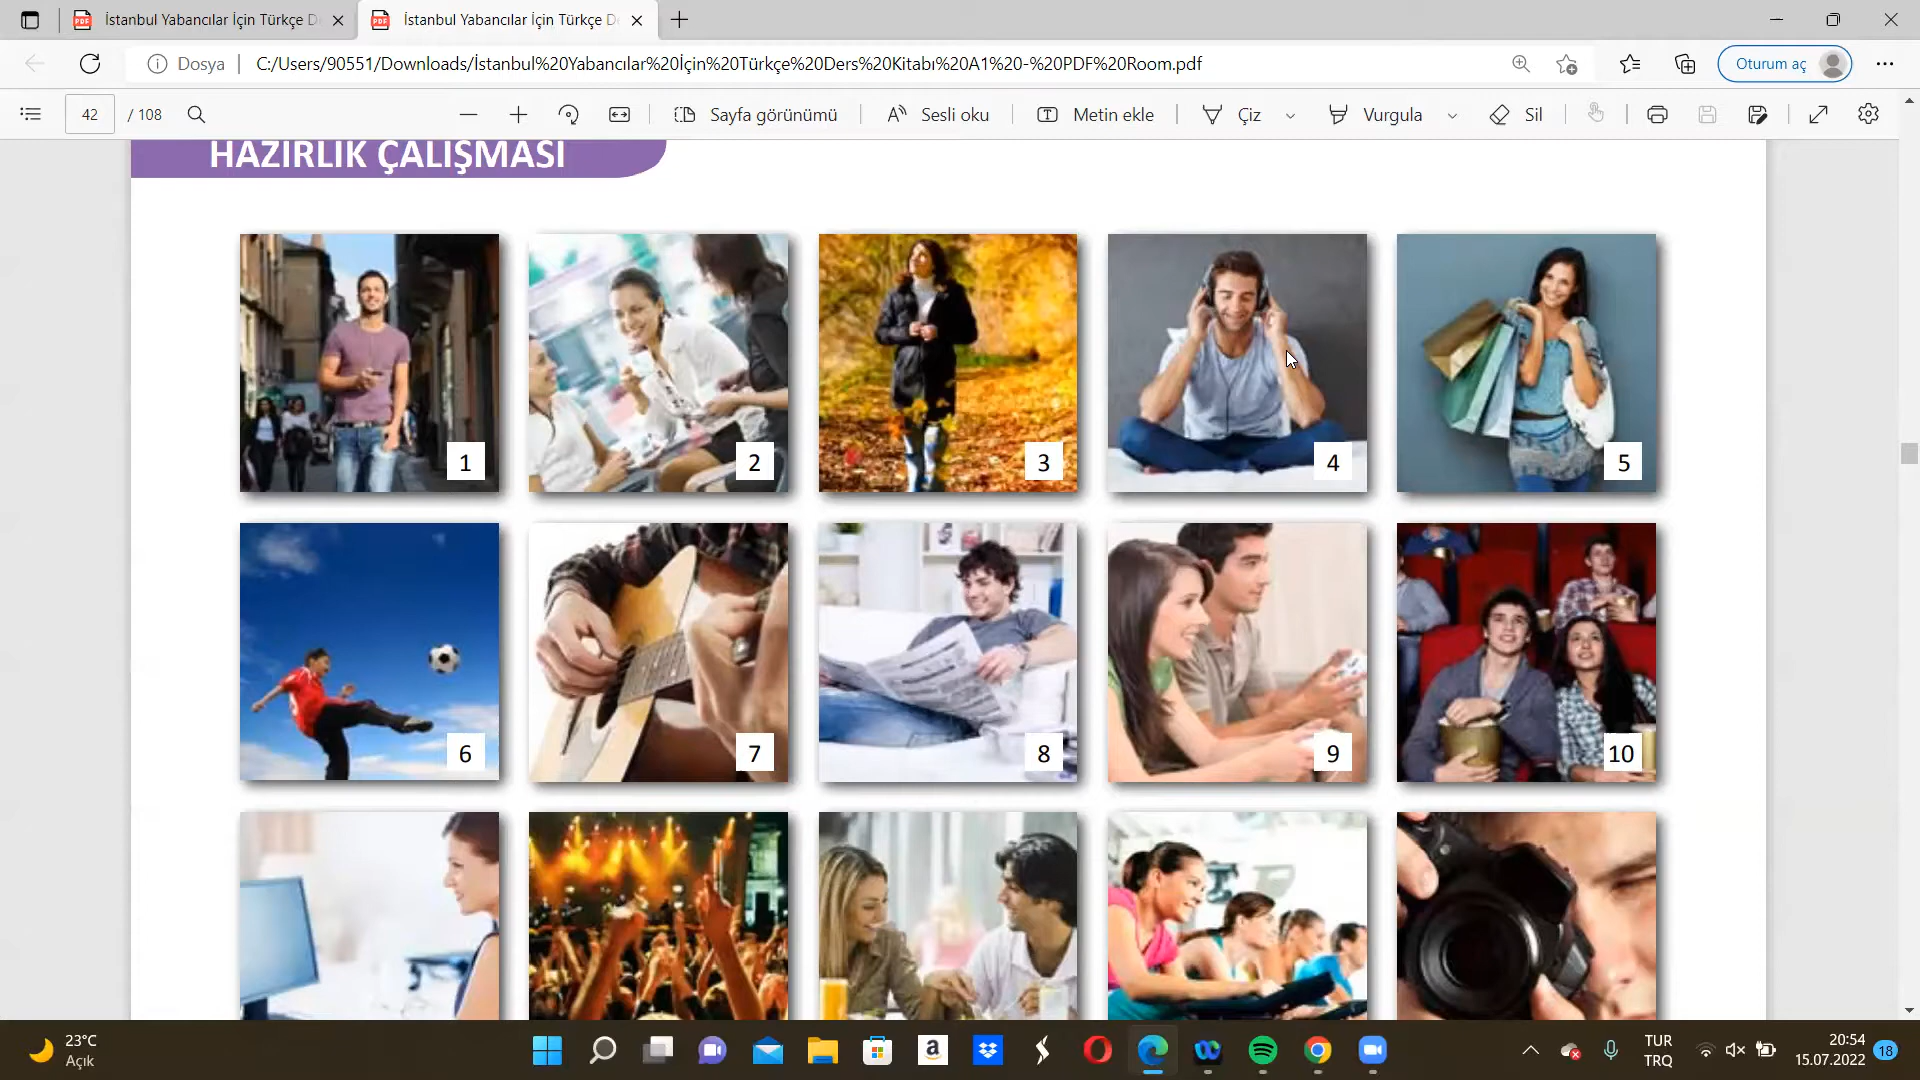 İstanbul Yabancılar İçin Türkçe D
İstanbul Yabancılar İçin Türkçe D
Dosya
C:/Users/90551/Downloads/İstanbul%20Yabancılar%20İçin%20Türkçe%20Ders%20Kitabı%20A1%20-%20PDF%20Room.pdf
Oturum aç
42 / 108
Sayfa görünümü
Sesli oku
Metin ekle
Çiz
Vurgula
Sil
HAZIRLIK ÇALIŞMASI
1
2
3
4
5
6
7
8
9
10
23°C
Açık
TUR
TRQ
20:54
15.07.2022
18